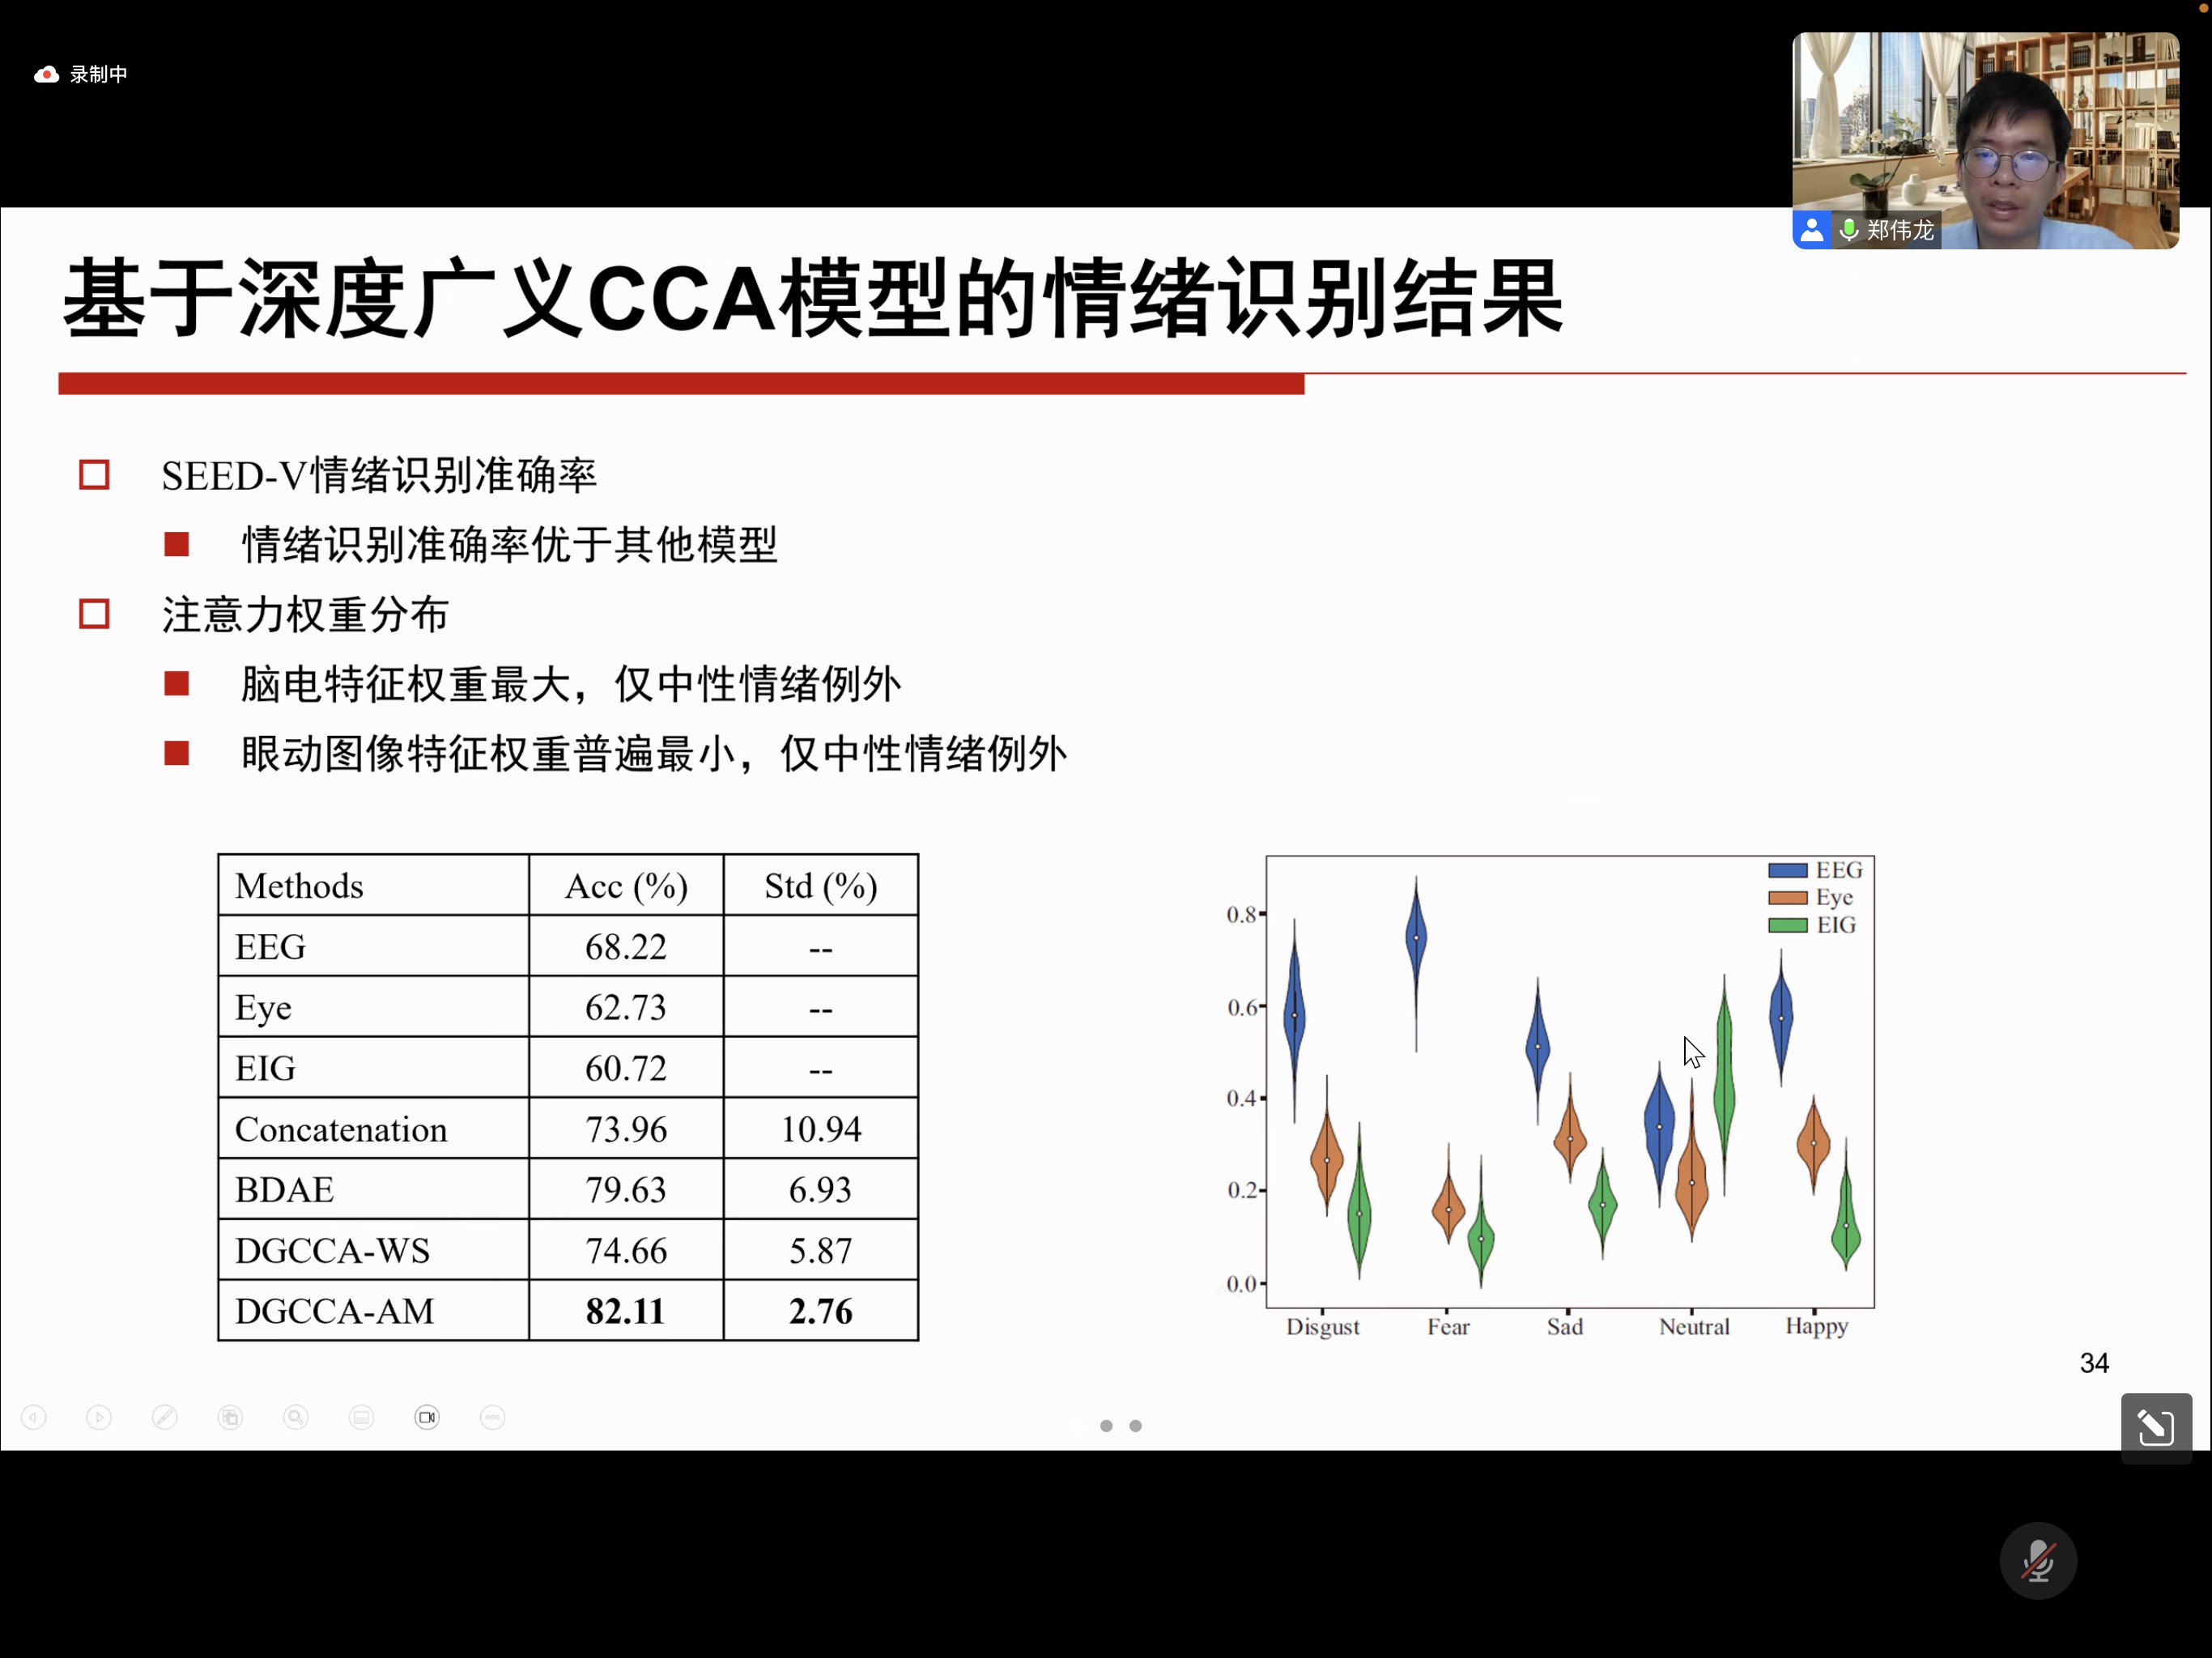 录制中
郑伟龙
基于深度广义CCA模型的情绪识别结果
SEED-V情绪识别准确率
情绪识别准确率优于其他模型
注意力权重分布
脑电特征权重最大，仅中性情绪例外
眼动图像特征权重普遍最小，仅中性情绪例外
Methods Acc (%) Std (%)
EEG 68.22 --
Eye 62.73 --
EIG 60.72 --
Concatenation 73.96 10.94
BDAE 79.63 6.93
DGCCA-WS 74.66 5.87
DGCCA-AM 82.11 2.76
EEG
Eye
EIG
0.8
0.6
0.4
0.2
0.0
Disgust Fear Sad Neutral Happy
34